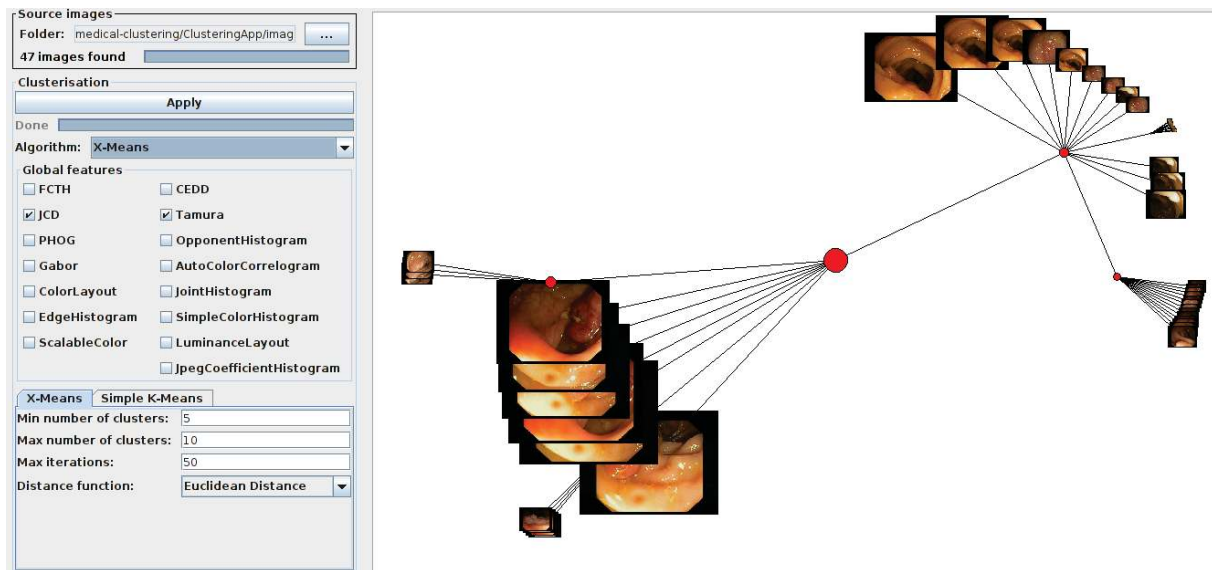 Source images
Folder: medical-clustering/ClusteringApp/imag ...
47 images found
Clusterisation
Apply
Done
Algorithm: X-Means
Global features
FCTH CEDD
JCD Tamura
PHOG OpponentHistogram
Gabor AutoColorCorrelogram
ColorLayout JointHistogram
EdgeHistogram SimpleColorHistogram
ScalableColor LuminanceLayout
JpegCoefficientHistogram
X-Means Simple K-Means
Min number of clusters: 5
Max number of clusters: 10
Max iterations: 50
Distance function: Euclidean Distance